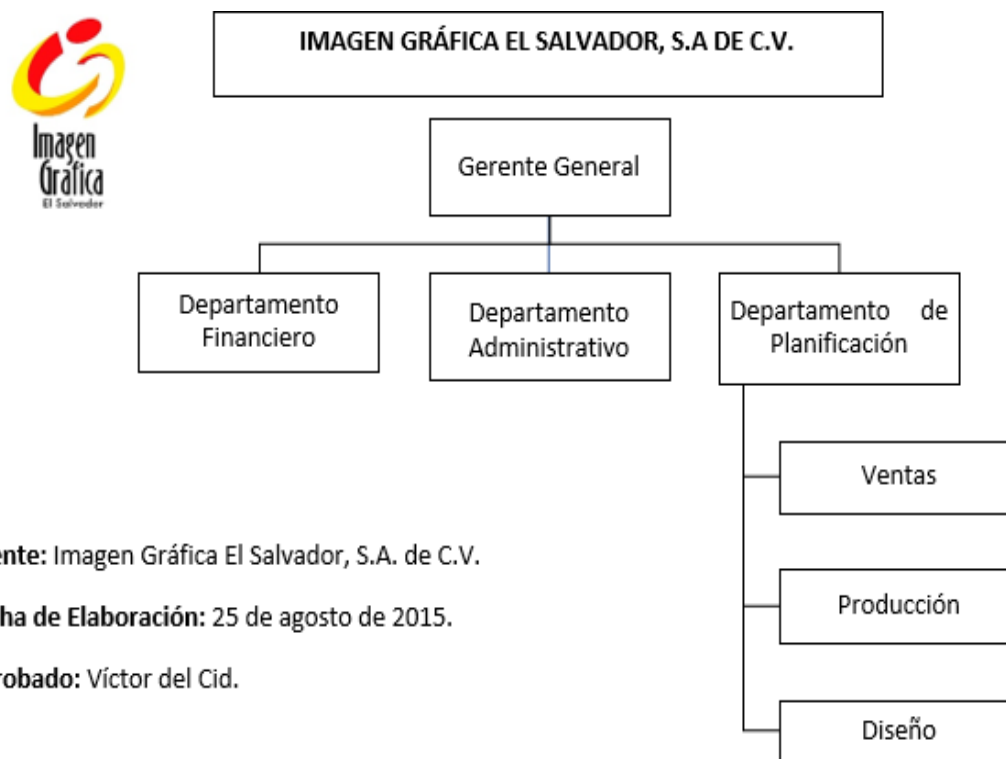 IMAGEN GRÁFICA EL SALVADOR, S.A DE C.V.
Imagen
Gráfica
El Salvador
Gerente General
Departamento
Financiero
Departamento
Administrativo
Departamento de
Planificación
Ventas
Producción
Diseño
ente: Imagen Gráfica El Salvador, S.A. de C.V.
ha de Elaboración: 25 de agosto de 2015.
robado: Víctor del Cid.